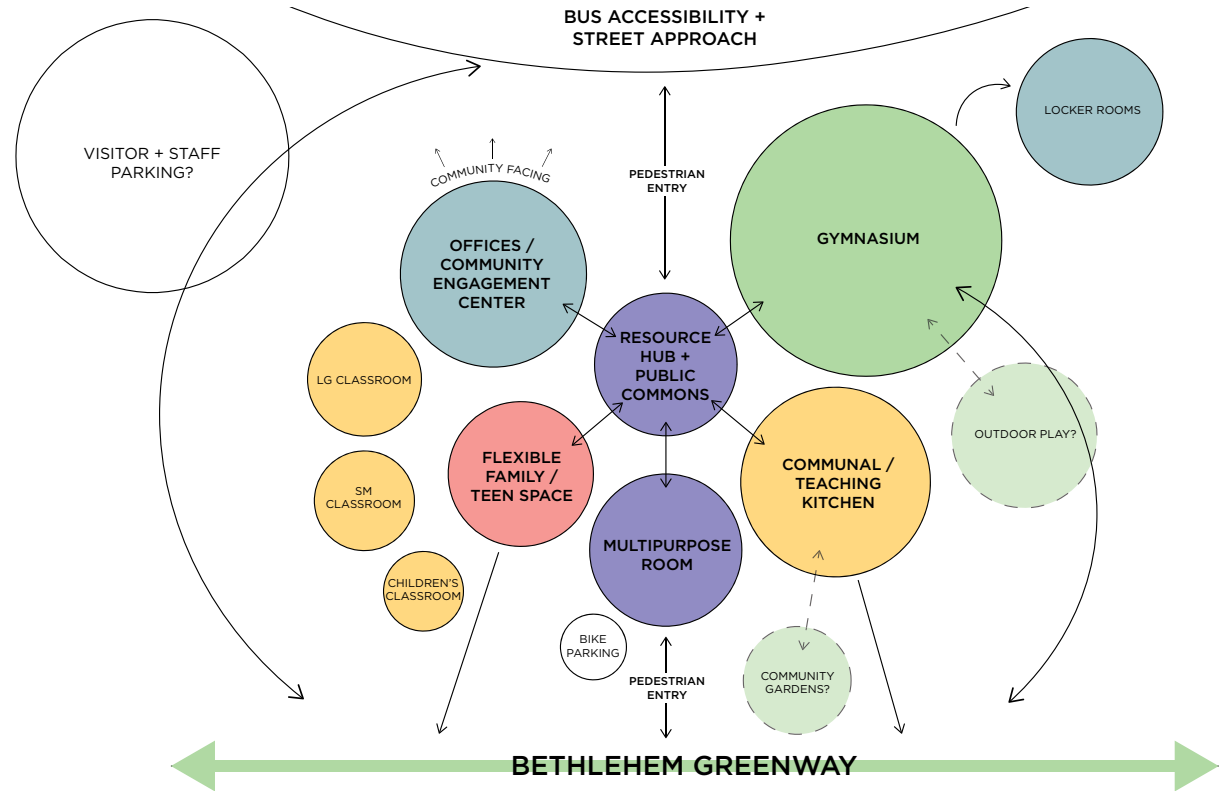 BUS ACCESSIBILITY +
STREET APPROACH
VISITOR + STAFF
PARKING?
LOCKER ROOMS
COMMUNITY FACING
PEDESTRIAN
ENTRY
OFFICES /
COMMUNITY
ENGAGEMENT
CENTER
GYMNASIUM
RESOURCE
HUB +
PUBLIC
COMMONS
LG CLASSROOM
FLEXIBLE
FAMILY /
TEEN SPACE
COMMUNAL /
TEACHING
KITCHEN
OUTDOOR PLAY?
SM
CLASSROOM
MULTIPURPOSE
ROOM
CHILDREN'S
CLASSROOM
BIKE
PARKING
PEDESTRIAN
ENTRY
COMMUNITY
GARDENS?
BETHLEHEM GREENWAY